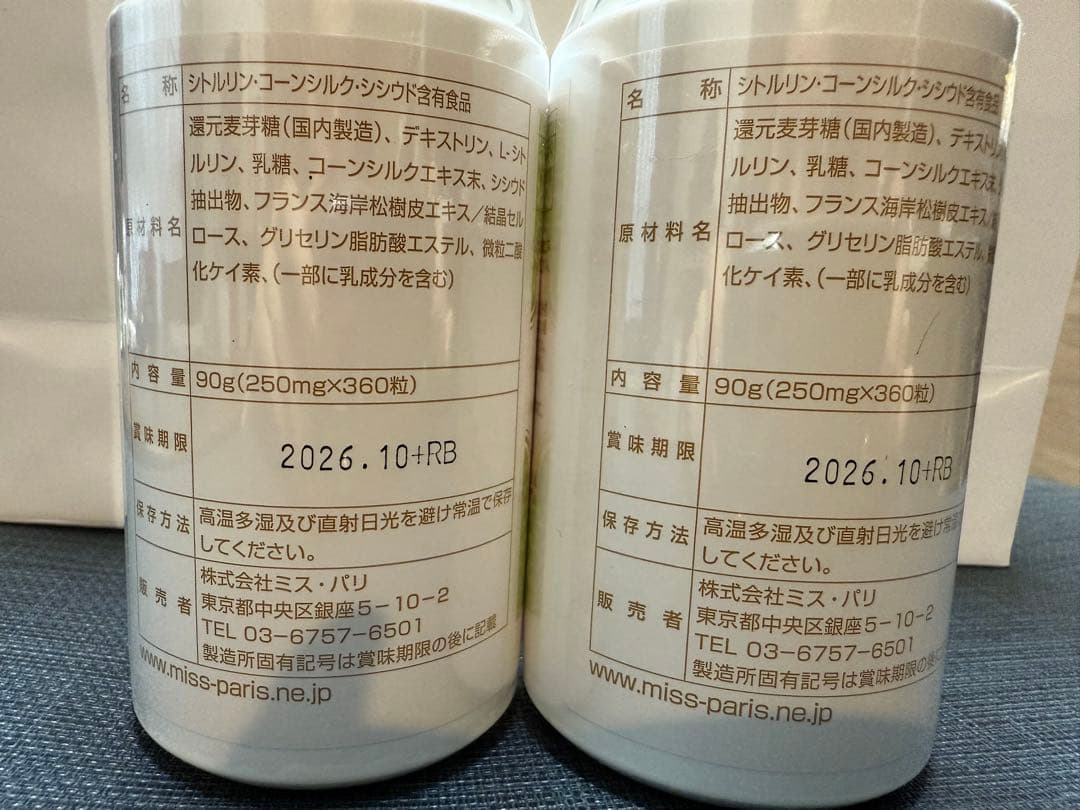 名称 シトルリン・コーンシルク・シシウド含有食品
原材料名
還元麦芽糖(国内製造)、デキストリン、L-シト
ルリン、乳糖、コーンシルクエキス末、シシウド
抽出物、フランス海岸松樹皮エキス/結晶セル
ロース、グリセリン脂肪酸エステル、微粒二酸
化ケイ素、(一部に乳成分を含む)
内容量 90g(250mg×360粒)
賞味期限 2026.10+RB
保存方法 高温多湿及び直射日光を避け常温で保存
してください。
販売者
株式会社ミス・パリ
東京都中央区銀座5-10-2
TEL 03-6757-6501
製造所固有記号は賞味期限の後に記載
www.miss-paris.ne.jp
名称 シトルリン・コーンシルク・シシウド含有食品
原材料名
還元麦芽糖(国内製造)、デキストリン
ルリン、乳糖、コーンシルクエキス末、
抽出物、フランス海岸松樹皮エキス/
ロース、グリセリン脂肪酸エステル、
化ケイ素、(一部に乳成分を含む)
内容量 90g(250mg×360粒)
賞味期限 2026.10+RB
保存方法 高温多湿及び直射日光を避け常温
してください。
販売者
株式会社ミス・パリ
東京都中央区銀座5-10-2
TEL 03-6757-6501
製造所固有記号は賞味期限の後に
www.miss-paris.ne.jp